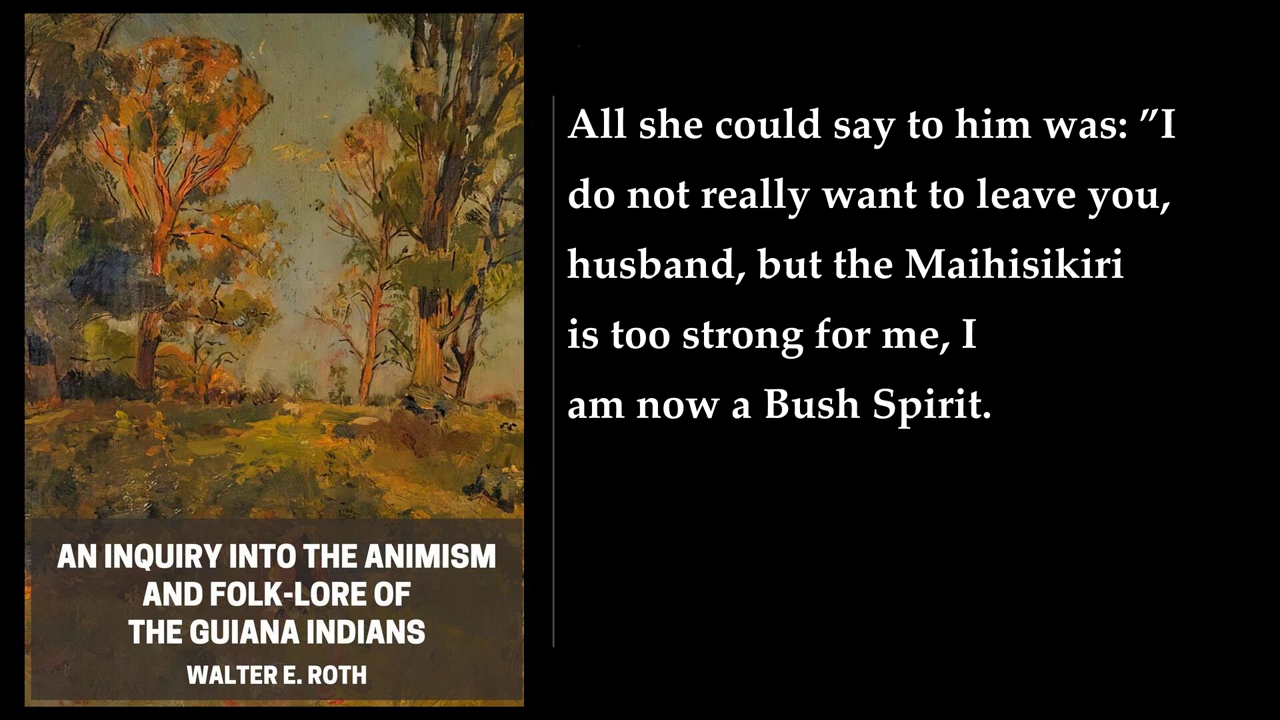 All she could say to him was: ”I
do not really want to leave you,
husband, but the Maihisikiri
is too strong for me, I
am now a Bush Spirit.
AN INQUIRY INTO THE ANIMISM
AND FOLK-LORE OF
THE GUIANA INDIANS
WALTER E. ROTH